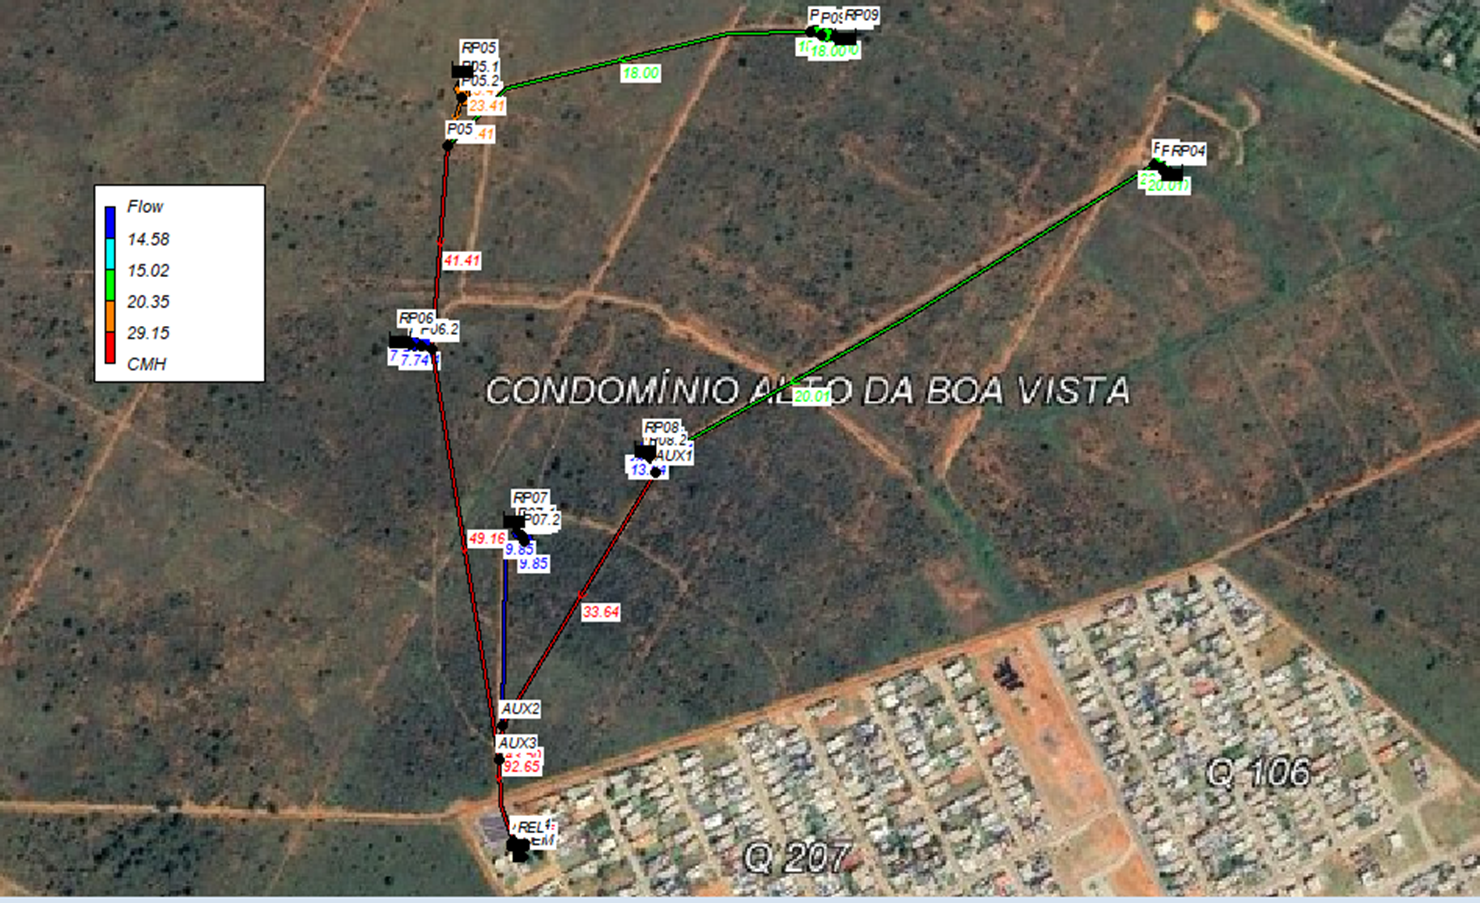 RP09
18.00
18.00
RP05
P05.1
P05.2
23.41
P05
RP04
20.01
Flow
14.58
15.02
20.35
29.15
CMH
41.41
RP06
7.74
CONDOMÍNIO ALTO DA BOA VISTA
20.01
RP08
AUX1
RP07
P07.2
49.16
9.85
9.85
33.64
AUX2
AUX3
92.65
Q 106
REL
Q 207